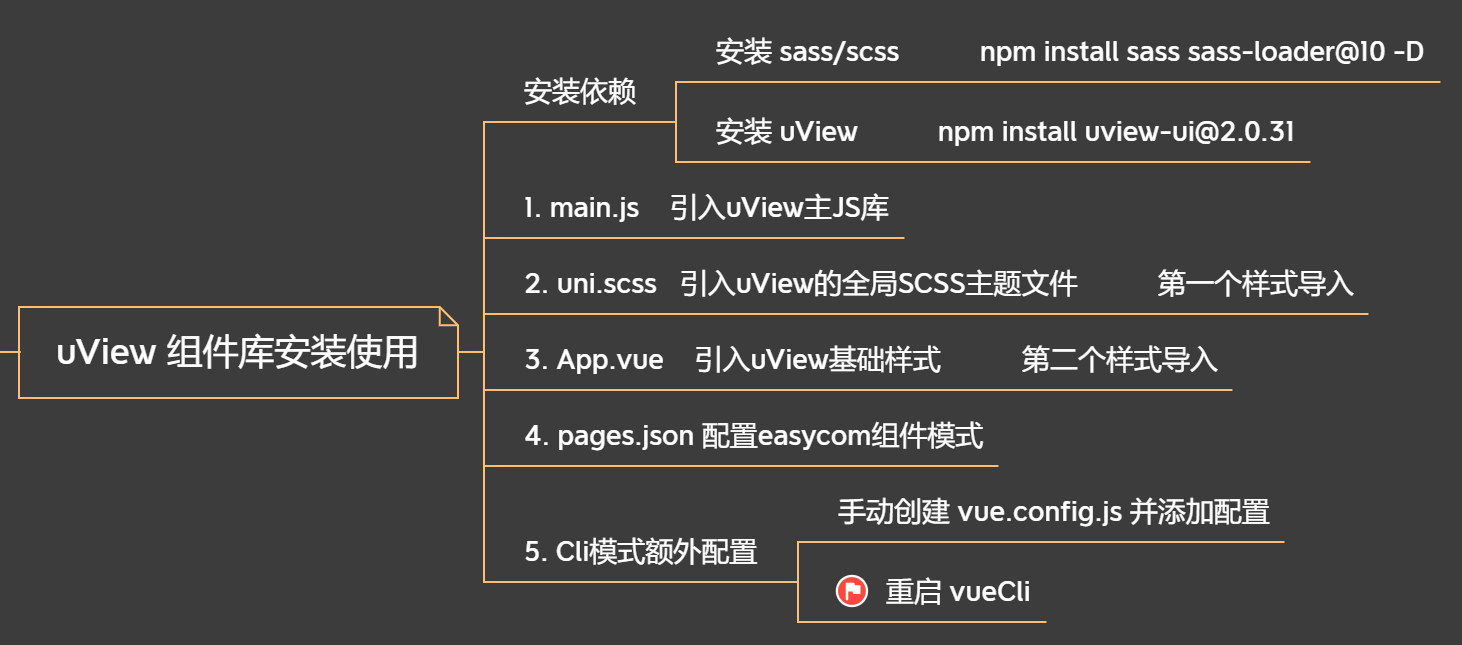 uView 组件库安装使用
安装依赖
安装 sass/scss npm install sass sass-loader@10 -D
安装 uView npm install uview-ui@2.0.31
1. main.js 引入uView主JS库
2. uni.scss 引入uView的全局SCSS主题文件 第一个样式导入
3. App.vue 引入uView基础样式 第二个样式导入
4. pages.json 配置easycom组件模式
5. Cli模式额外配置
手动创建 vue.config.js 并添加配置
重启 vueCli